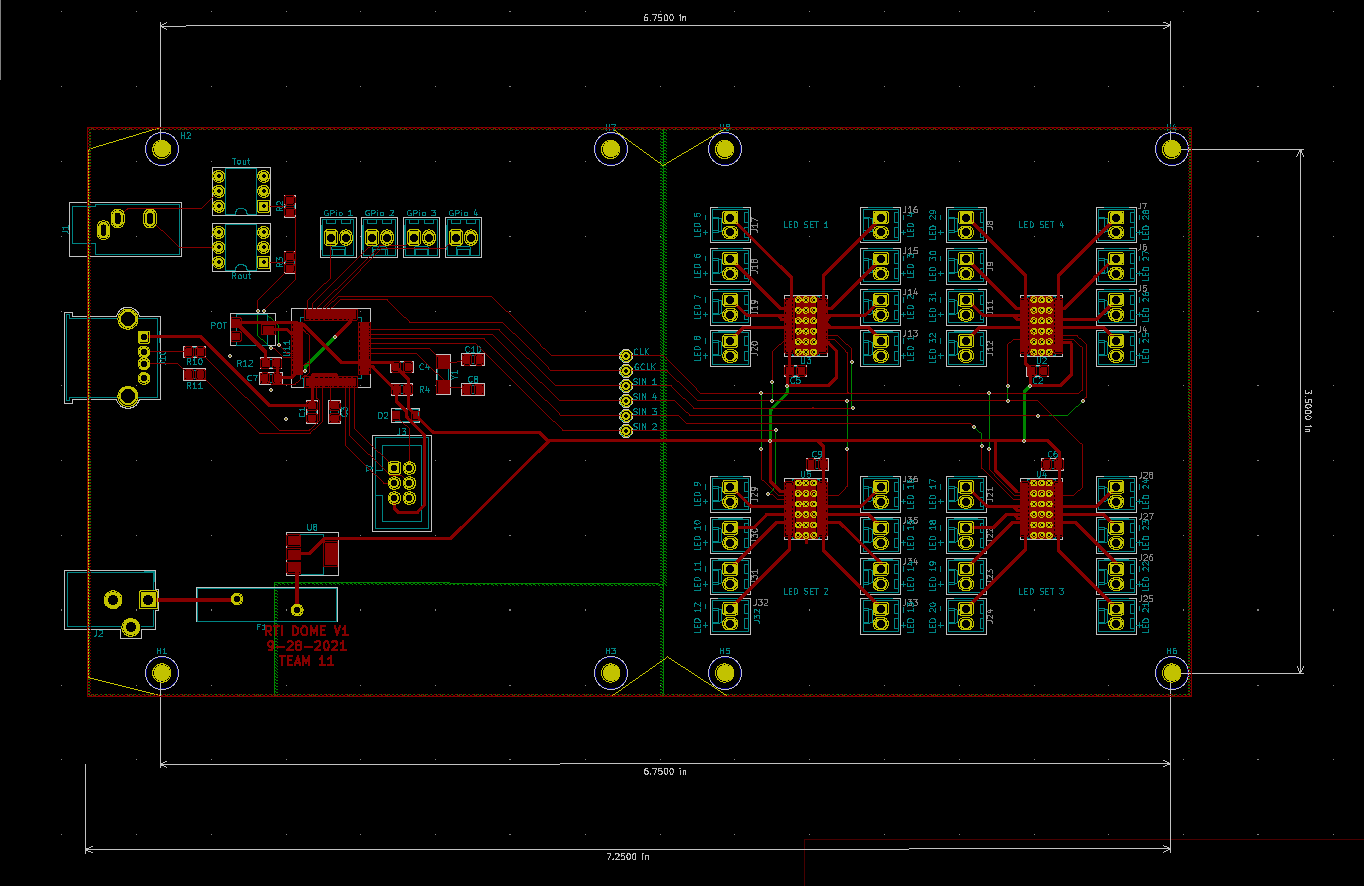 6.7500 in
H2
H7
H8
H4
Tout
J1
R2
R3
Rout
GPio 1
GPio 2
GPio 3
GPio 4
POT
U11
R12
C7
R10
R11
C1
C4
R4
Y1
C10
C8
D2
J3
CLK
GCLK
SIN 1
SIN 4
SIN 3
SIN 2
LED 5
J17
LED 6
J18
LED 7
J19
LED 8
J20
LED SET 1
J16
J15
J14
J13
U3
C5
LED 29
J8
LED 30
J9
LED 31
J11
LED 32
J12
LED SET 4
J7
LED 28
LED 27
J5
LED 26
J4
LED 25
U2
C2
3.5000 in
C9
U5
C6
U4
LED 9
J29
LED 10
J30
LED 11
J31
LED 12
J32
J32
LED SET 2
J36
J35
J34
J33
LED 17
J21
LED 18
J22
LED 19
J23
LED 20
J24
LED SET 3
J28
LED 24
J27
LED 23
J26
LED 22
J25
LED 21
U8
J2
F1
RTI DOME V1
9-28-2021
TEAM 11
H1
H3
H5
H6
6.7500 in
7.2500 in